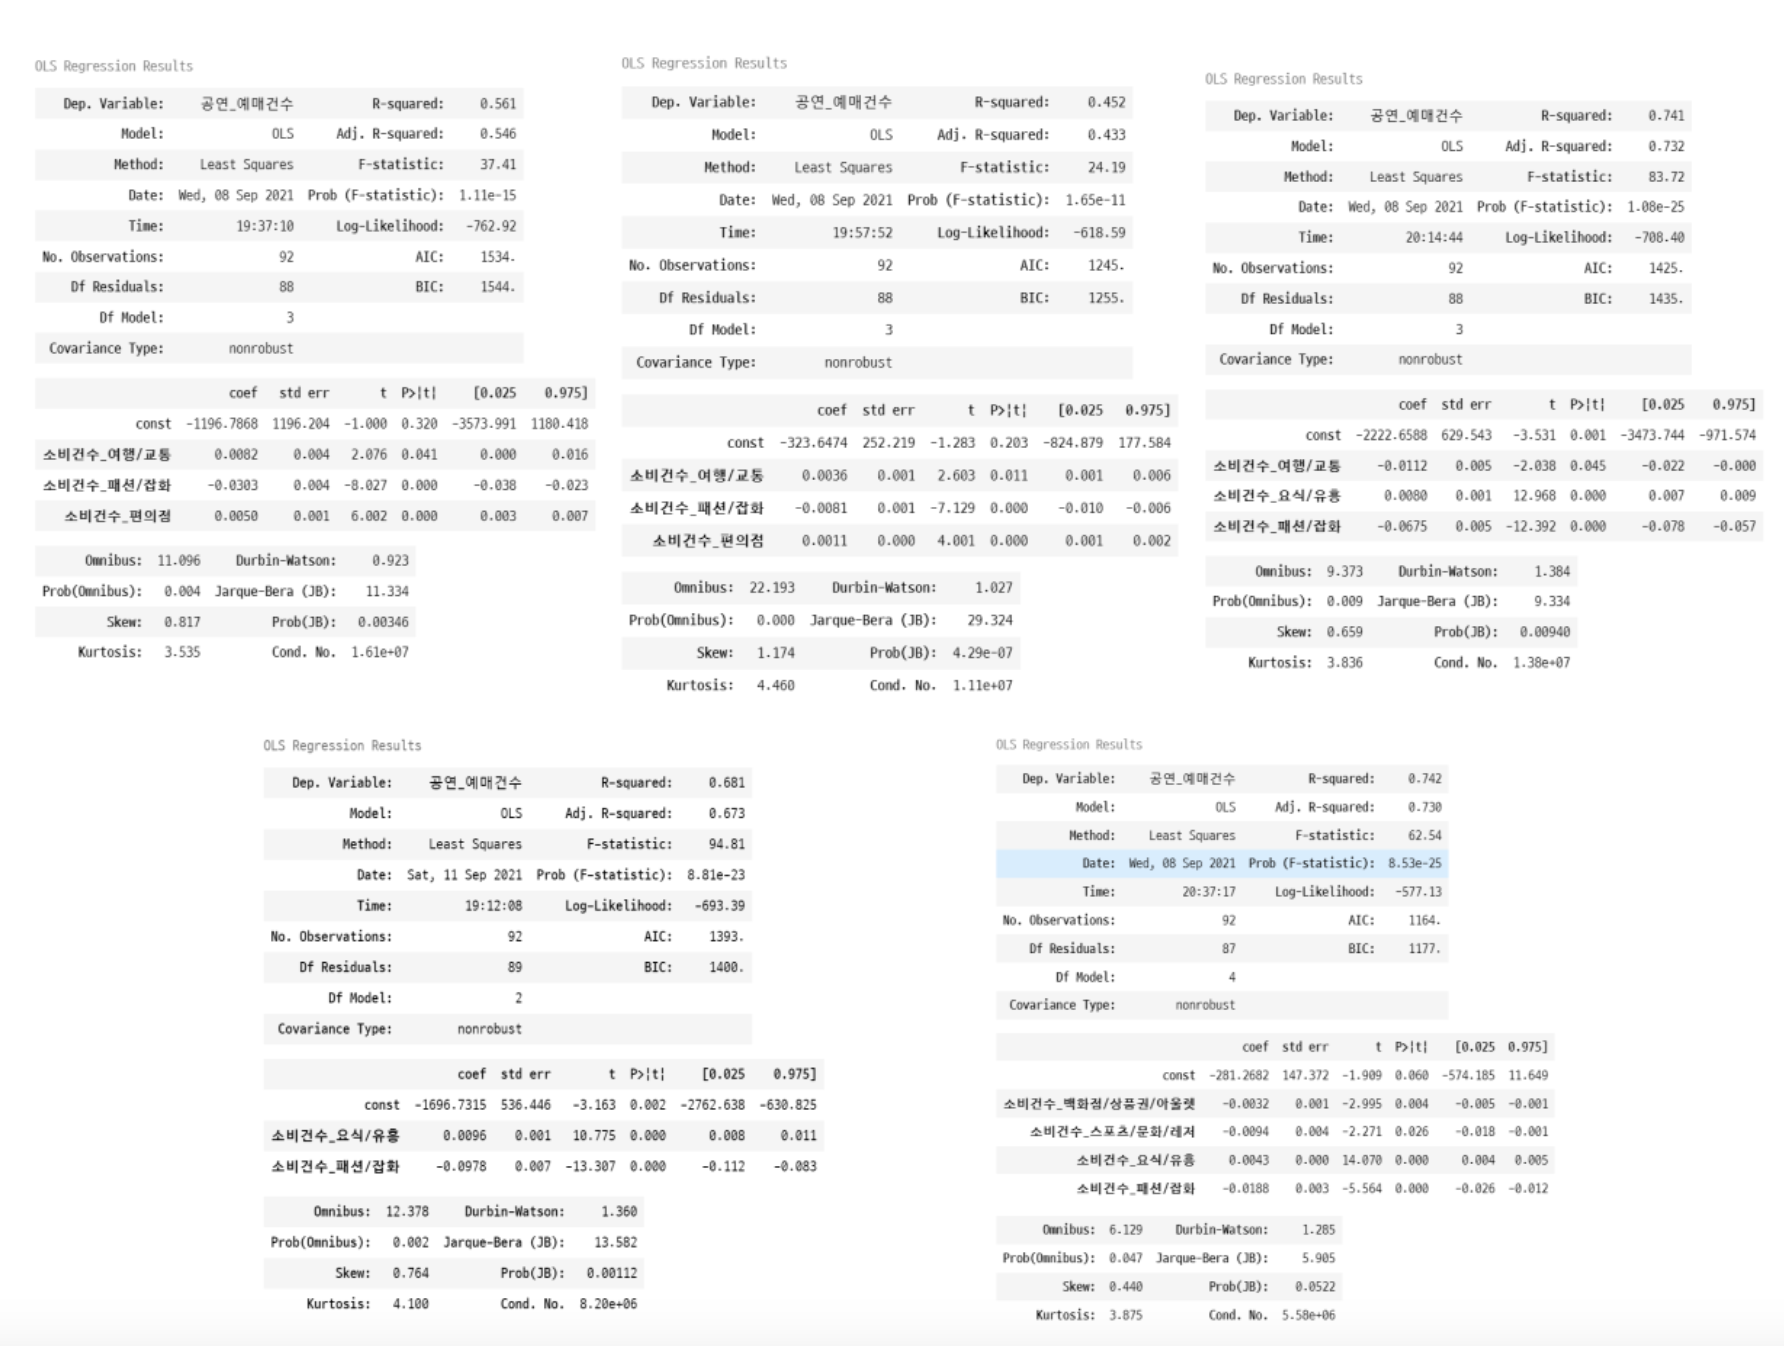 OLS Regression Results
Dep. Variable: 공연_예매건수 R-squared: 0.561
Model: OLS Adj. R-squared: 0.546
Method: Least Squares F-statistic: 37.41
Date: Wed, 08 Sep 2021 Prob (F-statistic): 1.11e-15
Time: 19:37:10 Log-Likelihood: -762.92
No. Observations: 92 AIC: 1534.
Df Residuals: 88 BIC: 1544.
Df Model: 3
Covariance Type: nonrobust
coef std err t P>|t| [0.025 0.975]
const -1196.7868 1196.204 -1.000 0.320 -3573.991 1180.418
소비건수_여행/교통 0.0082 0.004 2.076 0.041 0.000 0.016
소비건수_패션/잡화 -0.0303 0.004 -8.027 0.000 -0.038 -0.023
소비건수_편의점 0.0050 0.001 6.002 0.000 0.003 0.007
Omnibus: 11.096 Durbin-Watson: 0.923
Prob(Omnibus): 0.004 Jarque-Bera (JB): 11.334
Skew: 0.817 Prob(JB): 0.00346
Kurtosis: 3.535 Cond. No. 1.61e+07
OLS Regression Results
Dep. Variable: 공연_예매건수 R-squared: 0.452
Model: OLS Adj. R-squared: 0.433
Method: Least Squares F-statistic: 24.19
Date: Wed, 08 Sep 2021 Prob (F-statistic): 1.65e-11
Time: 19:57:52 Log-Likelihood: -618.59
No. Observations: 92 AIC: 1245.
Df Residuals: 88 BIC: 1255.
Df Model: 3
Covariance Type: nonrobust
coef std err t P>|t| [0.025 0.975]
const -323.6474 252.219 -1.283 0.203 -824.879 177.584
소비건수_여행/교통 0.0036 0.001 2.603 0.011 0.001 0.006
소비건수_패션/잡화 -0.0081 0.001 -7.129 0.000 -0.010 -0.006
소비건수_편의점 0.0011 0.000 4.001 0.000 0.001 0.002
Omnibus: 22.193 Durbin-Watson: 1.027
Prob(Omnibus): 0.000 Jarque-Bera (JB): 29.324
Skew: 1.174 Prob(JB): 4.29e-07
Kurtosis: 4.460 Cond. No. 1.11e+07
OLS Regression Results
Dep. Variable: 공연_예매건수 R-squared: 0.741
Model: OLS Adj. R-squared: 0.732
Method: Least Squares F-statistic: 83.72
Date: Wed, 08 Sep 2021 Prob (F-statistic): 1.08e-25
Time: 20:14:44 Log-Likelihood: -708.40
No. Observations: 92 AIC: 1425.
Df Residuals: 88 BIC: 1435.
Df Model: 3
Covariance Type: nonrobust
coef std err t P>|t| [0.025 0.975]
const -2222.6588 629.543 -3.531 0.001 -3473.744 -971.574
소비건수_여행/교통 -0.0112 0.005 -2.038 0.045 -0.022 -0.000
소비건수_요식/유흥 0.0080 0.001 12.968 0.000 0.007 0.009
소비건수_패션/잡화 -0.0675 0.005 -12.392 0.000 -0.078 -0.057
Omnibus: 9.373 Durbin-Watson: 1.384
Prob(Omnibus): 0.009 Jarque-Bera (JB): 9.334
Skew: 0.659 Prob(JB): 0.00940
Kurtosis: 3.836 Cond. No. 1.38e+07
OLS Regression Results
Dep. Variable: 공연_예매건수 R-squared: 0.681
Model: OLS Adj. R-squared: 0.673
Method: Least Squares F-statistic: 94.81
Date: Sat, 11 Sep 2021 Prob (F-statistic): 8.81e-23
Time: 19:12:08 Log-Likelihood: -693.39
No. Observations: 92 AIC: 1393.
Df Residuals: 89 BIC: 1400.
Df Model: 2
Covariance Type: nonrobust
coef std err t P>|t| [0.025 0.975]
const -1696.7315 536.446 -3.163 0.002 -2762.638 -630.825
소비건수_요식/유흥 0.0096 0.001 10.775 0.000 0.008 0.011
소비건수_패션/잡화 -0.0978 0.007 -13.307 0.000 -0.112 -0.083
Omnibus: 12.378 Durbin-Watson: 1.360
Prob(Omnibus): 0.002 Jarque-Bera (JB): 13.582
Skew: 0.764 Prob(JB): 0.00112
Kurtosis: 4.100 Cond. No. 8.20e+06
OLS Regression Results
Dep. Variable: 공연_예매건수 R-squared: 0.742
Model: OLS Adj. R-squared: 0.730
Method: Least Squares F-statistic: 62.54
Date: Wed, 08 Sep 2021 Prob (F-statistic): 8.53e-25
Time: 20:37:17 Log-Likelihood: -577.13
No. Observations: 92 AIC: 1164.
Df Residuals: 87 BIC: 1177.
Df Model: 4
Covariance Type: nonrobust
coef std err t P>|t| [0.025 0.975]
const -281.2682 147.372 -1.909 0.060 -574.185 11.649
소비건수_백화점/상품권/아울렛 -0.0032 0.001 -2.995 0.004 -0.005 -0.001
소비건수_스포츠/문화/레저 -0.0094 0.004 -2.271 0.026 -0.018 -0.001
소비건수_요식/유흥 0.0043 0.000 14.070 0.000 0.004 0.005
소비건수_패션/잡화 -0.0188 0.003 -5.564 0.000 -0.026 -0.012
Omnibus: 6.129 Durbin-Watson: 1.285
Prob(Omnibus): 0.047 Jarque-Bera (JB): 5.905
Skew: 0.440 Prob(JB): 0.0522
Kurtosis: 3.875 Cond. No. 5.58e+06